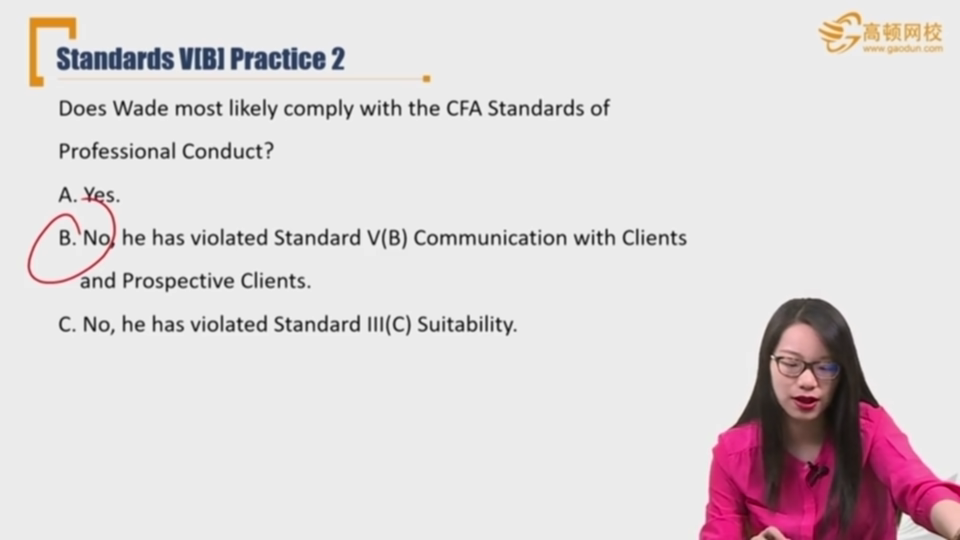 高顿网校
www.gaodun.com
Standards V[B] Practice 2
Does Wade most likely comply with the CFA Standards of
Professional Conduct?
A. Yes.
B. No, he has violated Standard V(B) Communication with Clients
and Prospective Clients.
C. No, he has violated Standard III(C) Suitability.